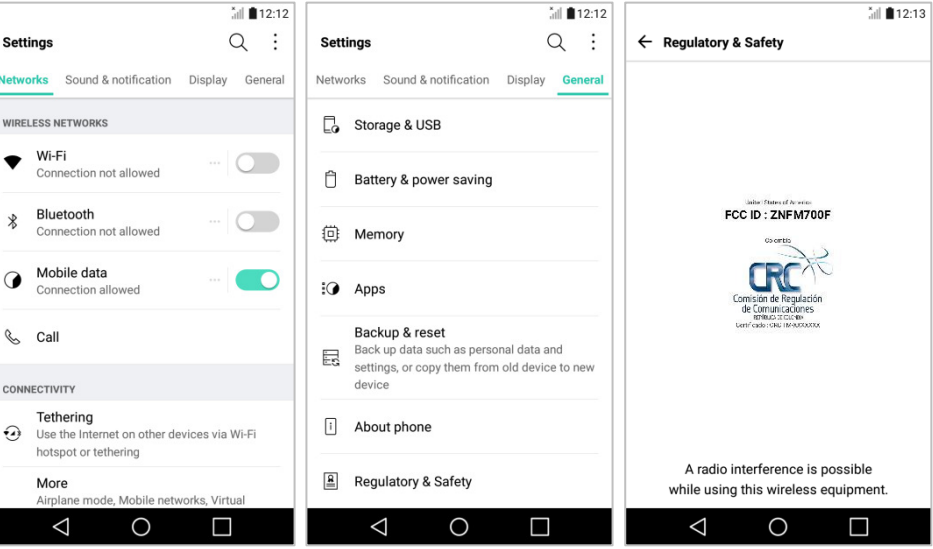 12:12
Settings
Networks Sound & notification Display General
WIRELESS NETWORKS
Wi-Fi
Connection not allowed
Bluetooth
Connection not allowed
Mobile data
Connection allowed
Call
CONNECTIVITY
Tethering
Use the Internet on other devices via Wi-Fi
hotspot or tethering
More
Airplane mode, Mobile networks, Virtual
12:12
Settings
Networks Sound & notification Display General
Storage & USB
Battery & power saving
Memory
Apps
Backup & reset
Back up data such as personal data and
settings, or copy them from old device to new
device
About phone
Regulatory & Safety
12:13
Regulatory & Safety
United States of America
FCC ID : ZNFM700F
Colombia
CRC
Comisión de Regulación
de Comunicaciones
REPÚBLICA DE COLOMBIA
A radio interference is possible
while using this wireless equipment.